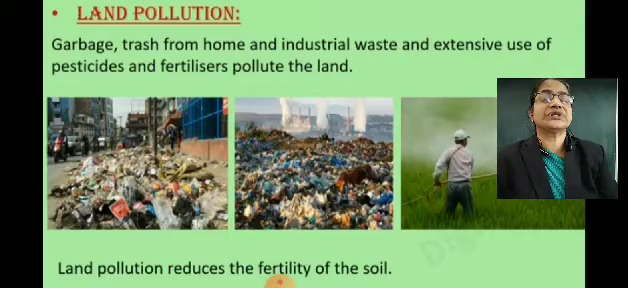 • LAND POLLUTION:
Garbage, trash from home and industrial waste and extensive use of
pesticides and fertilisers pollute the land.
Land pollution reduces the fertility of the soil.